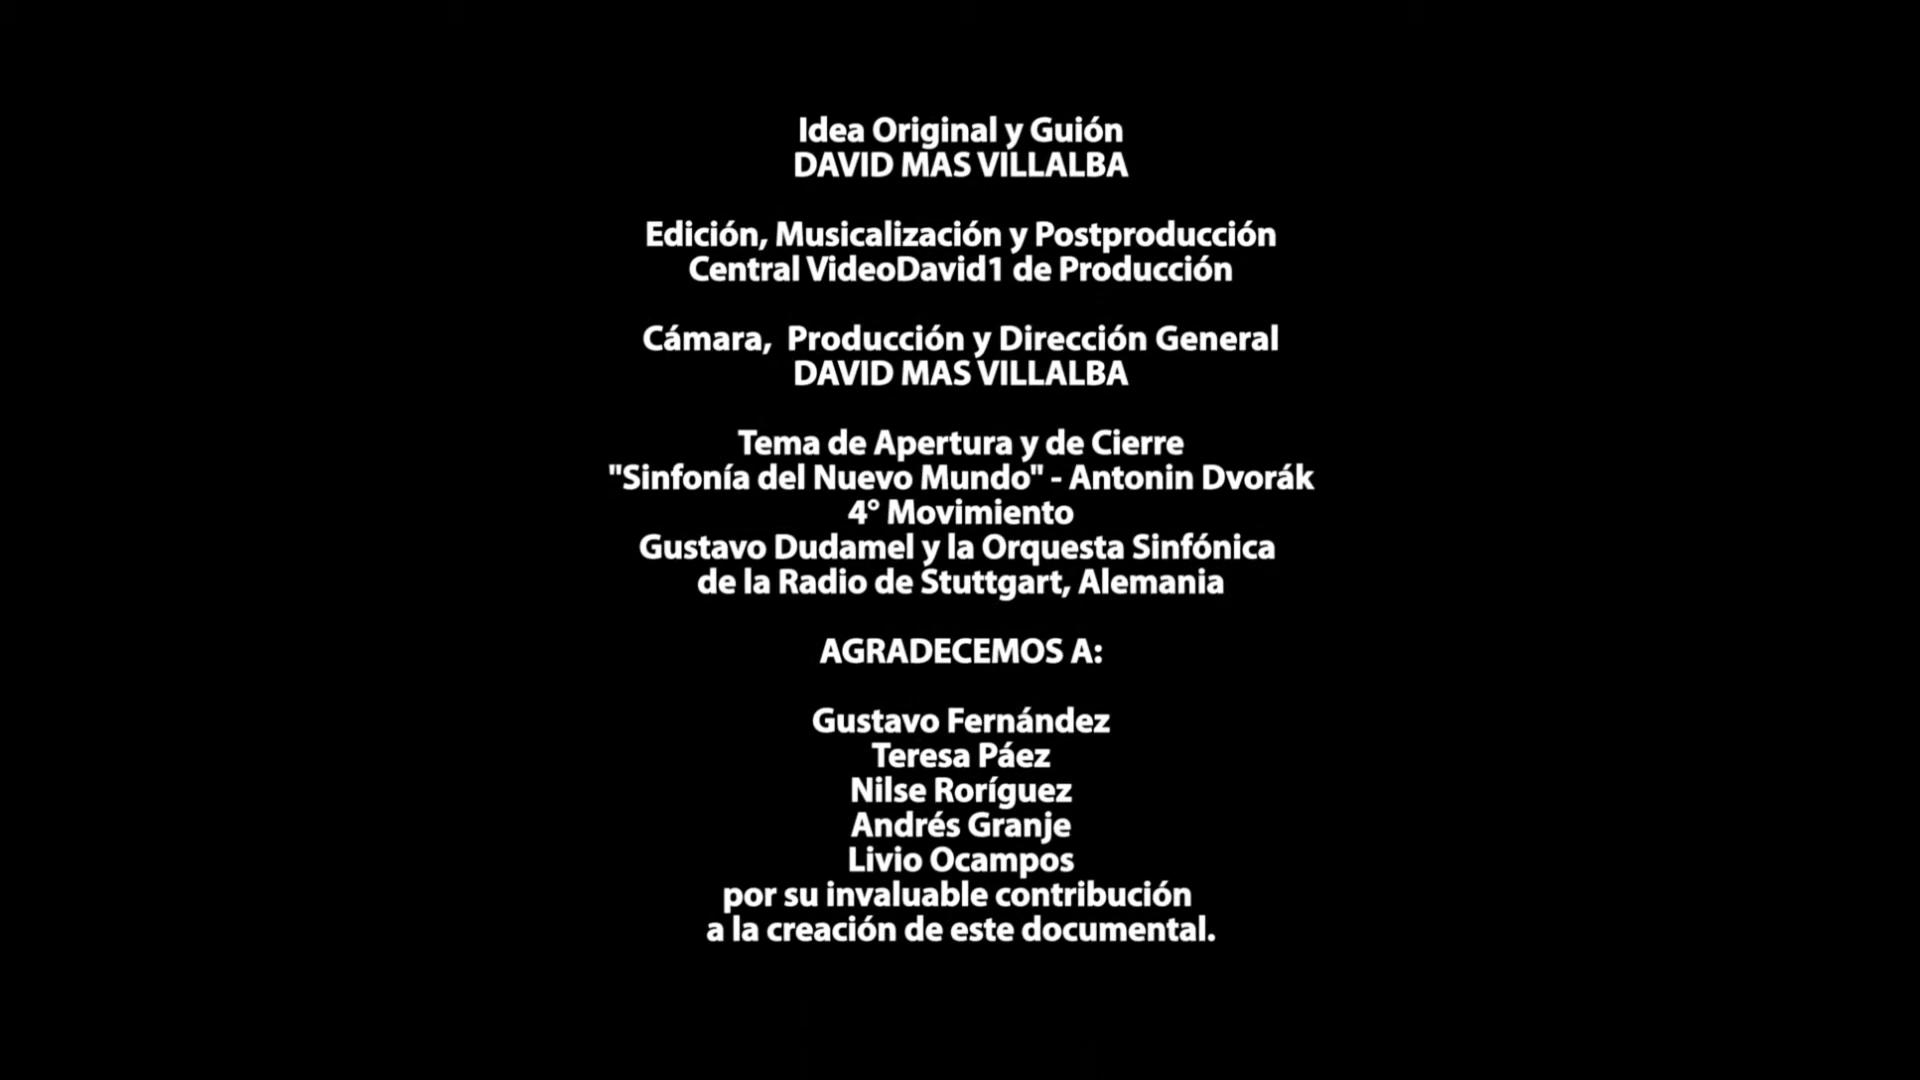 Idea Original y Guión
DAVID MAS VILLALBA
Edición, Musicalización y Postproducción
Central VideoDavid1 de Producción
Cámara,  Producción y Dirección General
DAVID MAS VILLALBA
Tema de Apertura y de Cierre
"Sinfonía del Nuevo Mundo" - Antonin Dvorák
4° Movimiento
Gustavo Dudamel y la Orquesta Sinfónica
de la Radio de Stuttgart, Alemania
AGRADECEMOS A:
Gustavo Fernández
Teresa Páez
Nilse Roríguez
Andrés Granje
Livio Ocampos
por su invaluable contribución
a la creación de este documental.